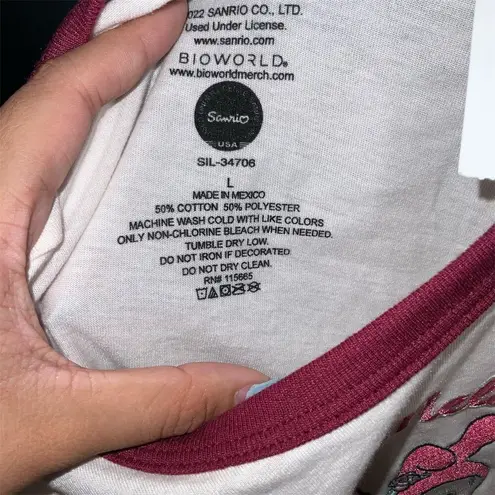 022 SANRIO CO., LTD.
Used Under License.
www.sanrio.com
BIOWORLD®
www.bioworldmerch.com
Sanrio
USA
SIL-34706
L
MADE IN MEXICO
50% COTTON 50% POLYESTER
MACHINE WASH COLD WITH LIKE COLORS
ONLY NON-CHLORINE BLEACH WHEN NEEDED.
TUMBLE DRY LOW.
DO NOT IRON IF DECORATED
DO NOT DRY CLEAN.
RN# 115665